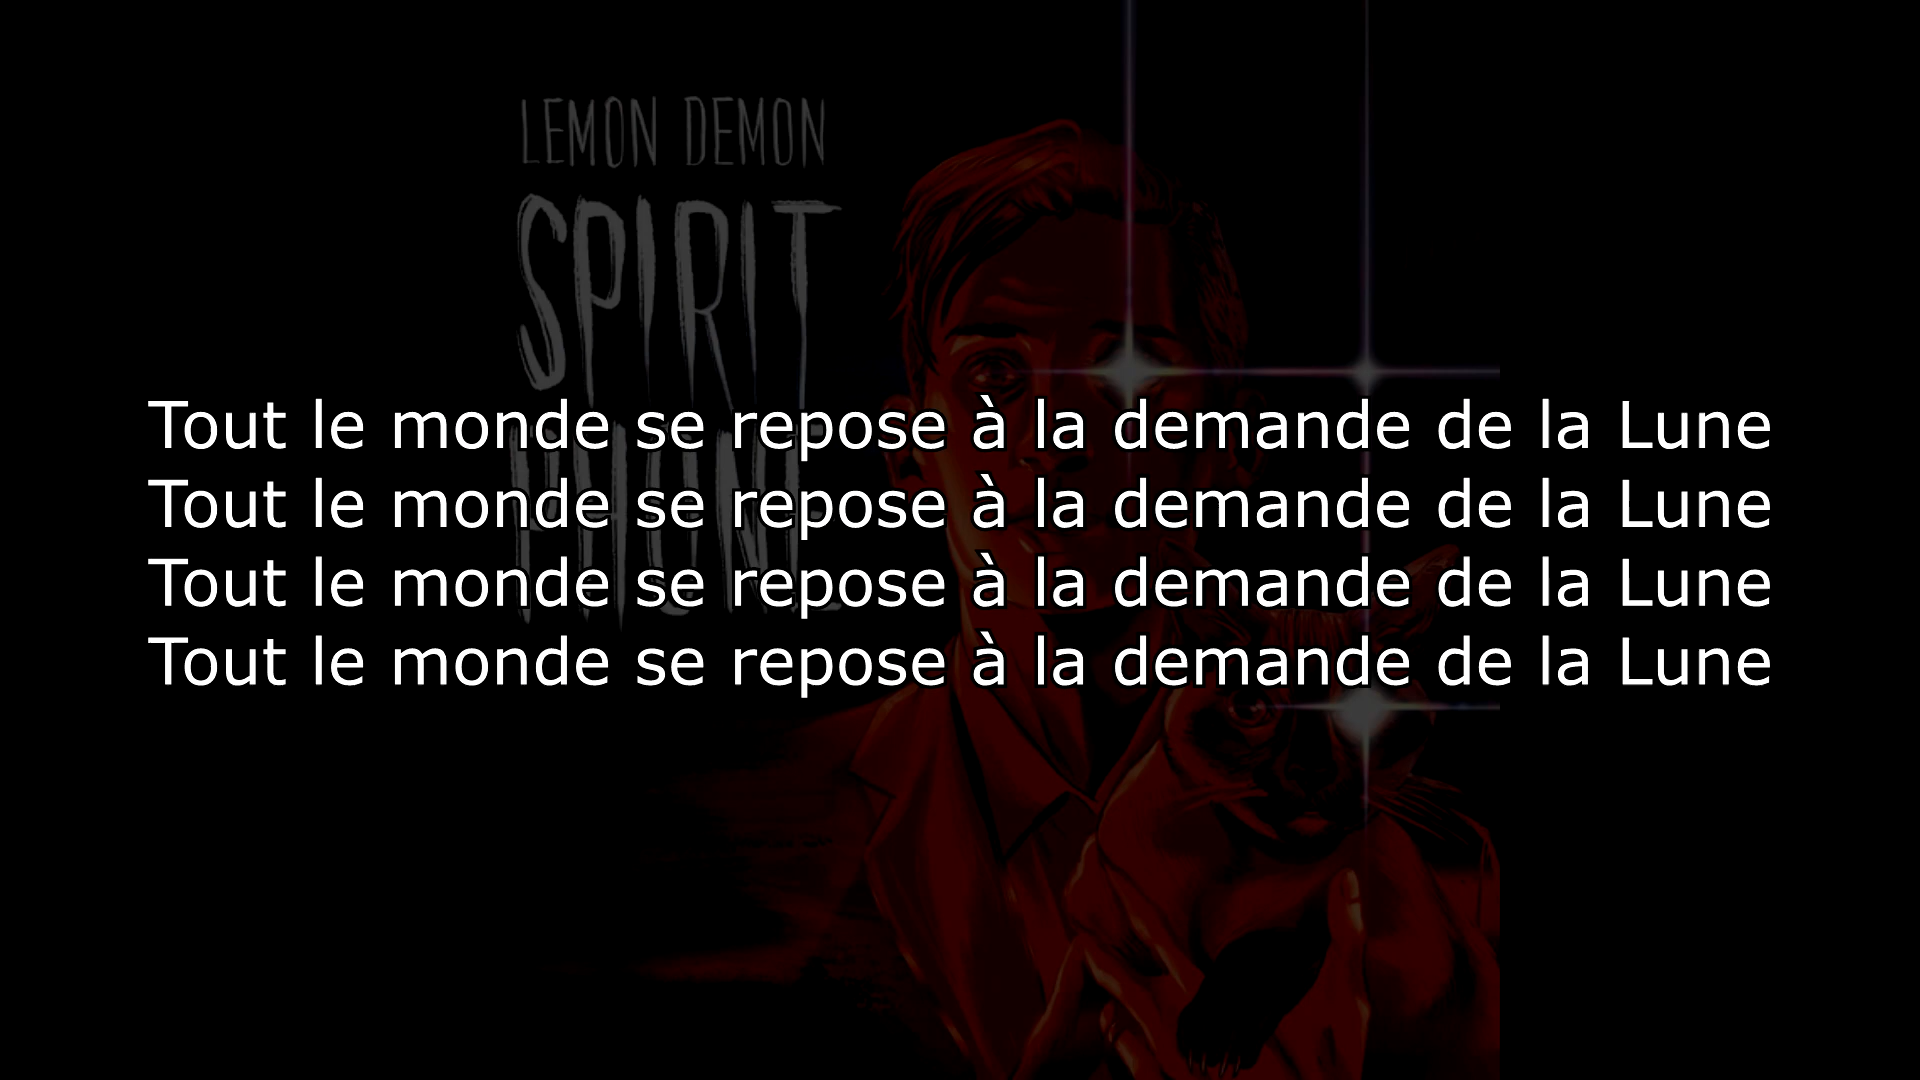 LEMON DEMON
SPIRIT
PHONE
Tout le monde se repose à la demande de la Lune
Tout le monde se repose à la demande de la Lune
Tout le monde se repose à la demande de la Lune
Tout le monde se repose à la demande de la Lune